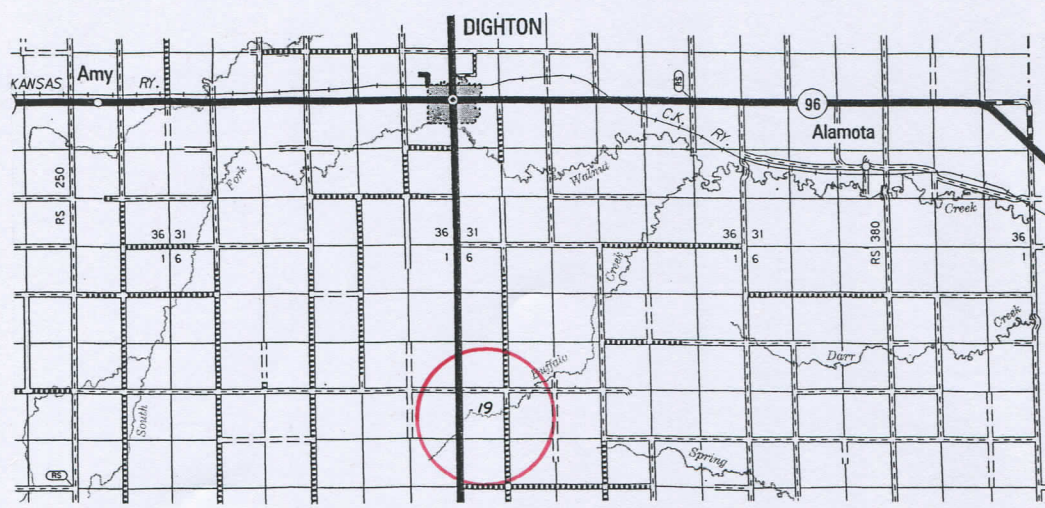 DIGHTON
KANSAS RY.
Amy
RS
96
C.K. RY.
Alamota
Fork
Walnut
Creek
RS 250
36 31
1 6
36 31
1 6
Creek
36 31
1 6
RS 380
36
1
Creek
Darr
Buffalo
19
South
Spring
RS